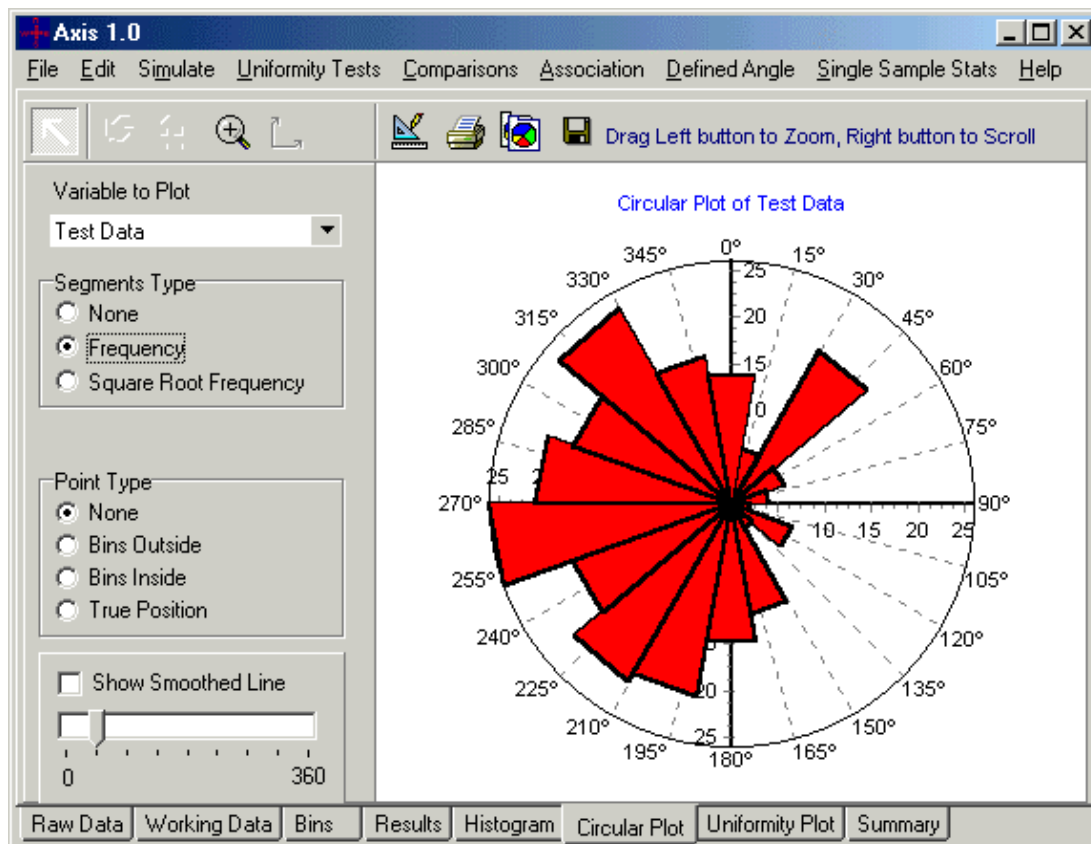 Axis 1.0
File Edit Simulate Uniformity Tests Comparisons Association Defined Angle Single Sample Stats Help
Drag Left button to Zoom, Right button to Scroll
Variable to Plot
Test Data
Segments Type
None
Frequency
Square Root Frequency
Point Type
None
Bins Outside
Bins Inside
True Position
Show Smoothed Line
0 360
Circular Plot of Test Data
0°
345° 15°
330° 30°
315° 45°
300° 60°
285° 75°
270° 90°
255° 105°
240° 120°
225° 135°
210° 150°
195° 165°
180°
25
20
15
0
25
10 15 20 25
20
25
Raw Data Working Data Bins Results Histogram Circular Plot Uniformity Plot Summary